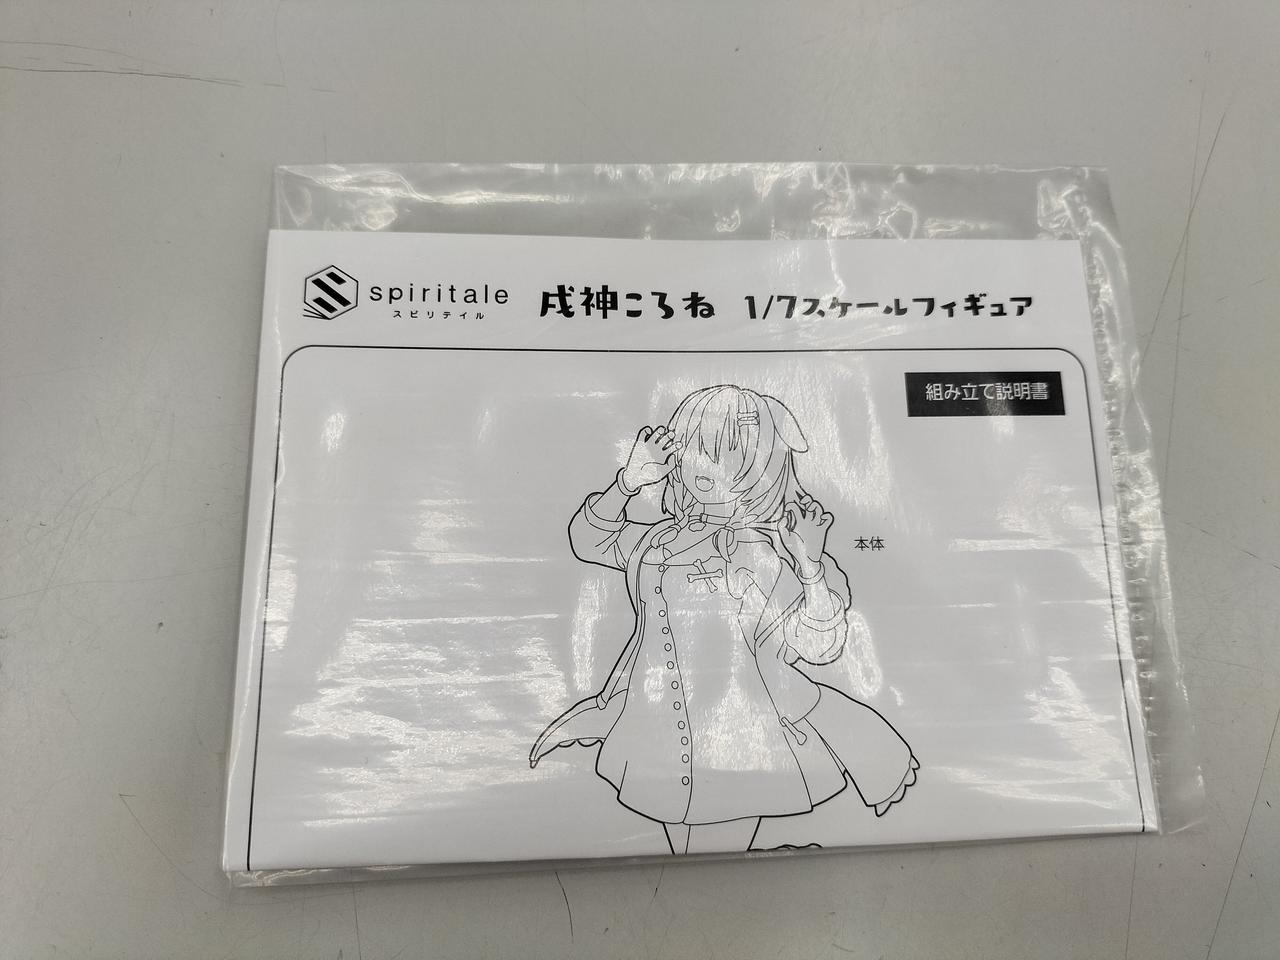 spiritale
スピリテイル
戌神ころね 1/7スケールフィギュア
組み立て説明書
本体